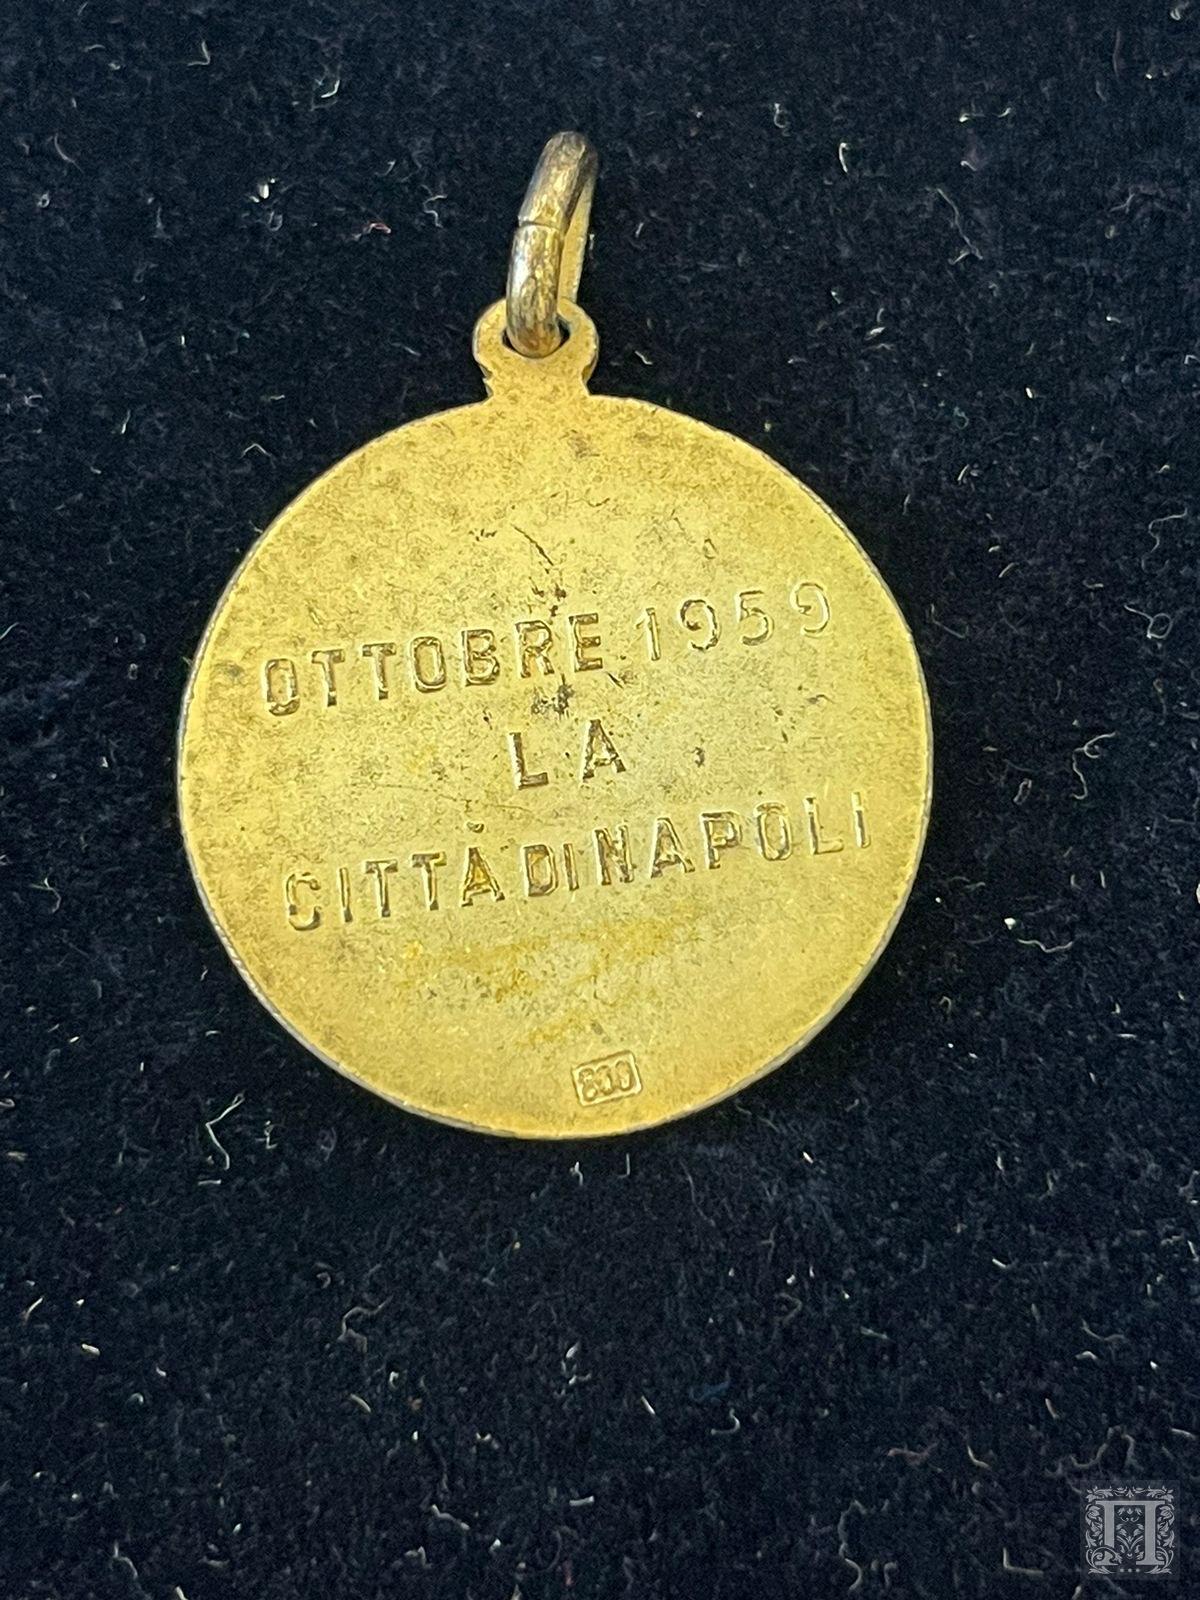 OTTOBRE 1959
LA
CITTÀ DI NAPOLI
800
П